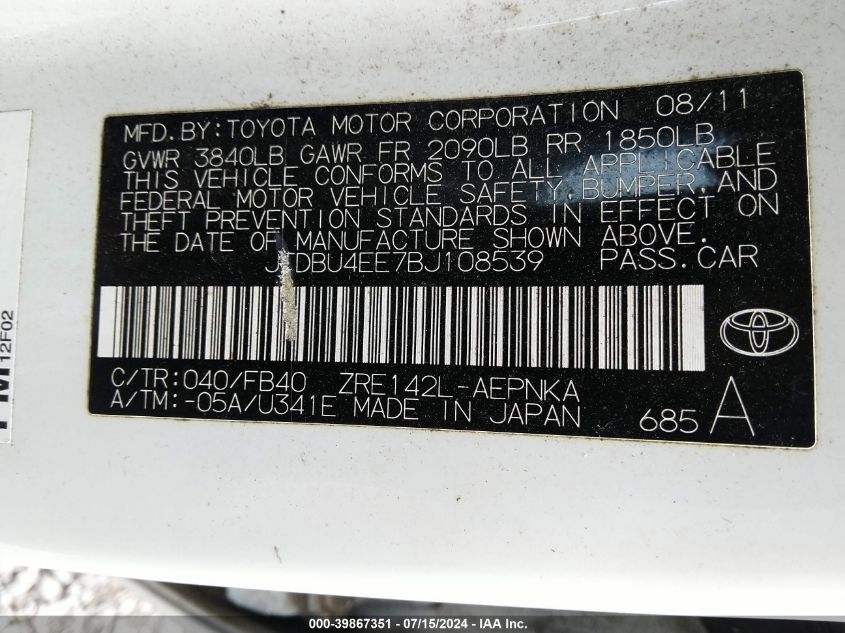 MFD. BY: TOYOTA MOTOR CORPORATION 08/11
GVWR 3840LB GAWR FR 2090LB RR 1850LB
THIS VEHICLE CONFORMS TO ALL APPLICABLE
FEDERAL MOTOR VEHICLE SAFETY, BUMPER, AND
THEFT PREVENTION STANDARDS IN EFFECT ON
THE DATE OF MANUFACTURE SHOWN ABOVE.
JTDBU4EE7BJ108539 PASS. CAR
C/TR: 040/FB40 ZRE142L-AEPNKA
A/TM: -05A/U341E MADE IN JAPAN
685 A
12F02
000-39867351 - 07/15/2024 - IAA Inc.